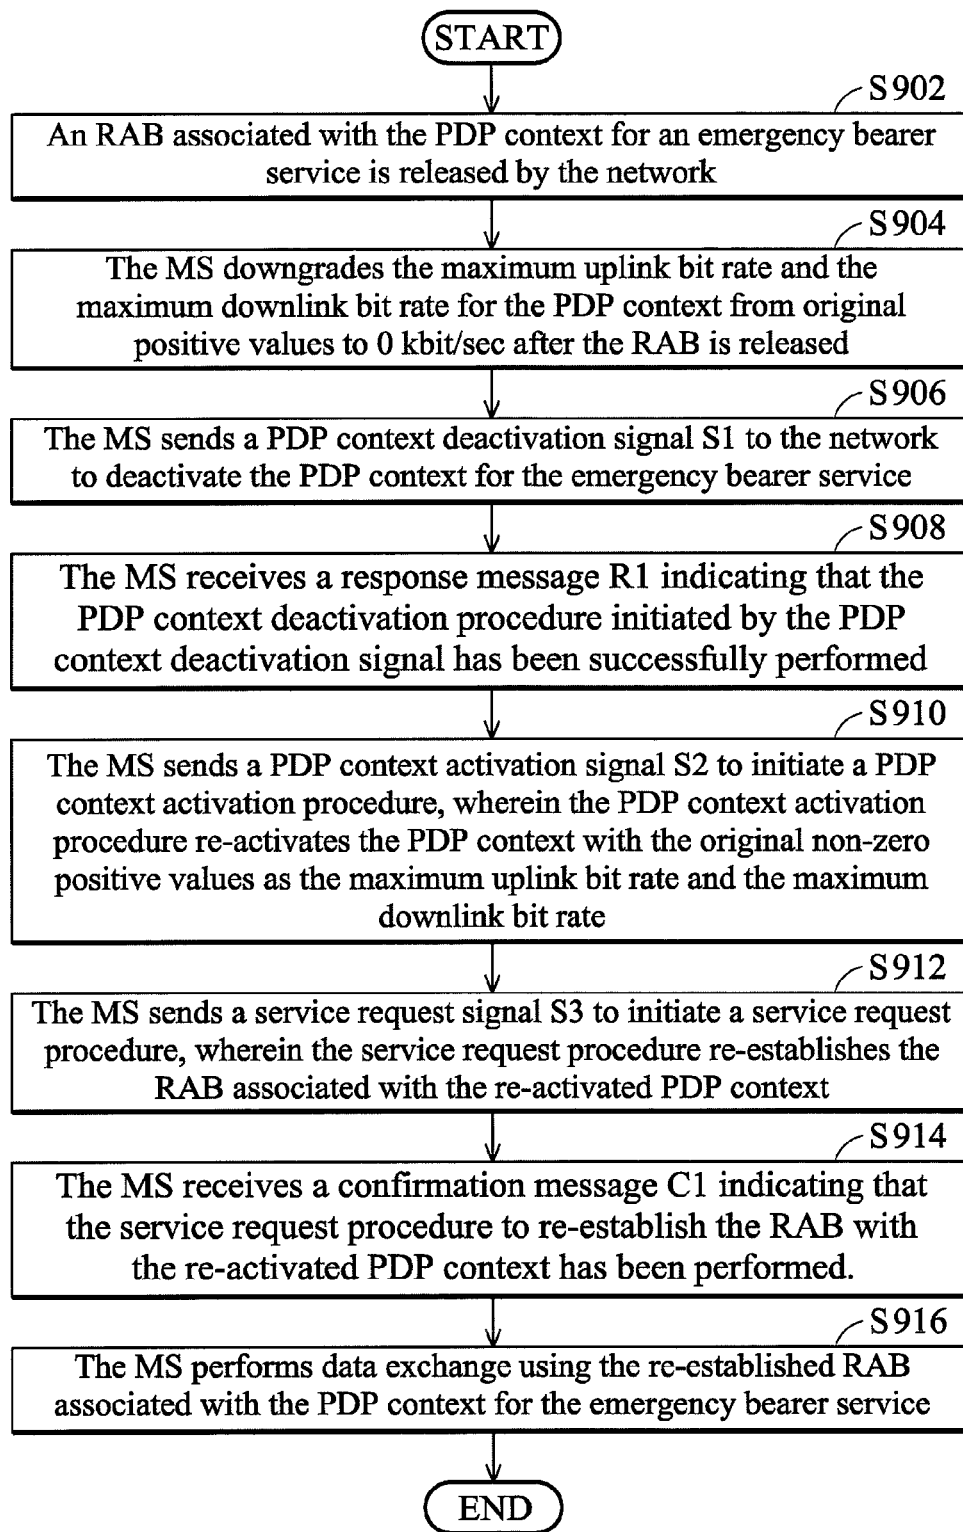 START
S902
An RAB associated with the PDP context for an emergency bearer
service is released by the network
S904
The MS downgrades the maximum uplink bit rate and the
maximum downlink bit rate for the PDP context from original
positive values to 0 kbit/sec after the RAB is released
S906
The MS sends a PDP context deactivation signal S1 to the network
to deactivate the PDP context for the emergency bearer service
S908
The MS receives a response message R1 indicating that the
PDP context deactivation procedure initiated by the PDP
context deactivation signal has been successfully performed
S910
The MS sends a PDP context activation signal S2 to initiate a PDP
context activation procedure, wherein the PDP context activation
procedure re-activates the PDP context with the original non-zero
positive values as the maximum uplink bit rate and the maximum
downlink bit rate
S912
The MS sends a service request signal S3 to initiate a service request
procedure, wherein the service request procedure re-establishes the
RAB associated with the re-activated PDP context
S914
The MS receives a confirmation message C1 indicating that
the service request procedure to re-establish the RAB with
the re-activated PDP context has been performed.
S916
The MS performs data exchange using the re-established RAB
associated with the PDP context for the emergency bearer service
END